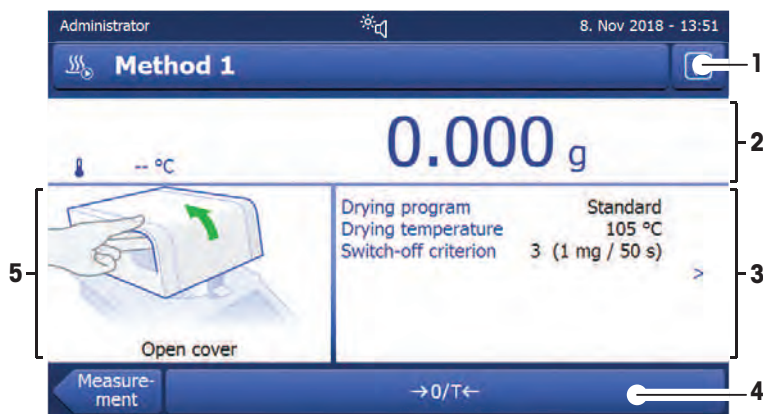 Administrator
8. Nov 2018 - 13:51
Method 1
1
0.000 g
-- °C
2
Drying program Standard
Drying temperature 105 °C
Switch-off criterion 3 (1 mg / 50 s)
>
3
5
Open cover
Measure-
ment
→0/T←
4